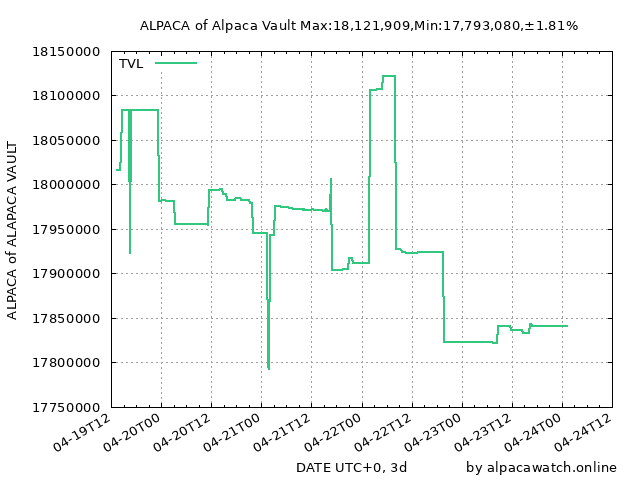 ALPACA of Alpaca Vault Max:18,121,909,Min:17,793,080,±1.81%
TVL
18150000
18100000
18050000
18000000
17950000
17900000
17850000
17800000
17750000
ALPACA of ALAPACA VAULT
04-19T12
04-20T00
04-20T12
04-21T00
04-21T12
04-22T00
04-22T12
04-23T00
04-23T12
04-24T00
04-24T12
DATE UTC+0, 3d
by alpacawatch.online